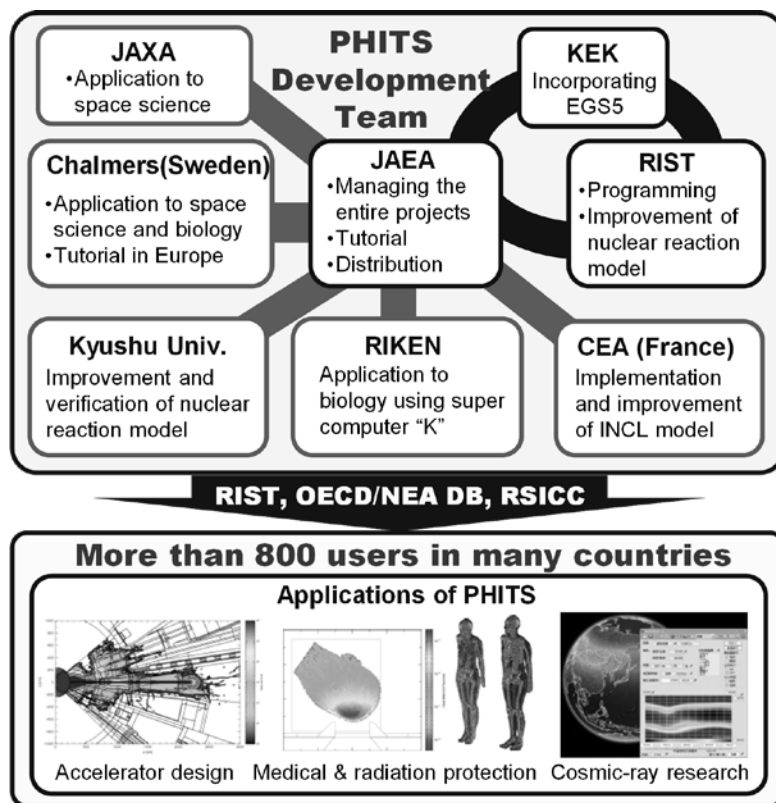 PHITS
Development
Team
JAXA
•Application to
space science
KEK
Incorporating
EGS5
Chalmers(Sweden)
•Application to space
science and biology
•Tutorial in Europe
JAEA
•Managing the
entire projects
•Tutorial
•Distribution
RIST
•Programming
•Improvement of
nuclear reaction
model
Kyushu Univ.
Improvement and
verification of nuclear
reaction model
RIKEN
Application to
biology using super
computer “K”
CEA (France)
Implementation
and improvement
of INCL model
RIST, OECD/NEA DB, RSICC
More than 800 users in many countries
Applications of PHITS
Accelerator design
Medical & radiation protection
Cosmic-ray research